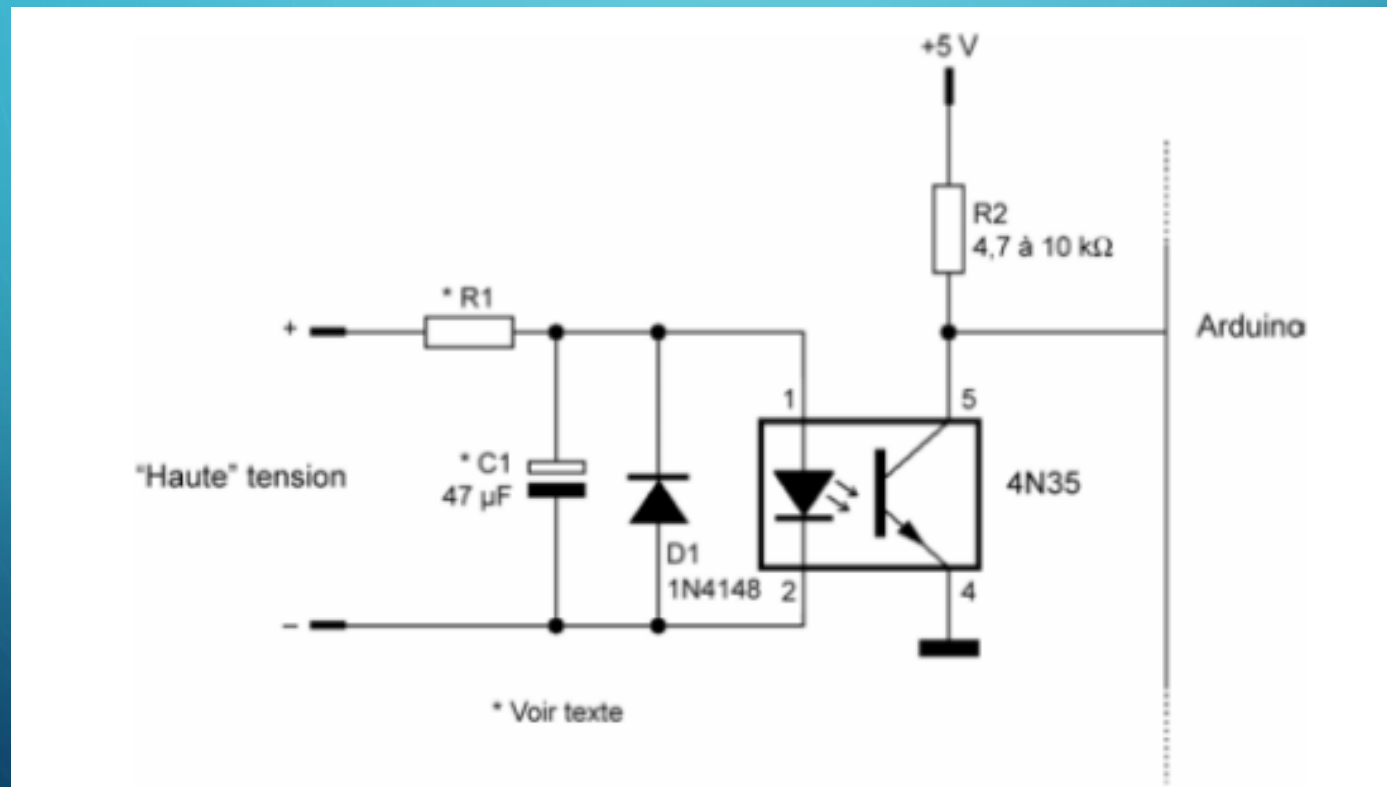 +5 V
R2
4,7 à 10 kΩ
* R1
+
Arduino
1
5
"Haute" tension
* C1
47 µF
4N35
D1
1N4148
2
4
–
* Voir texte